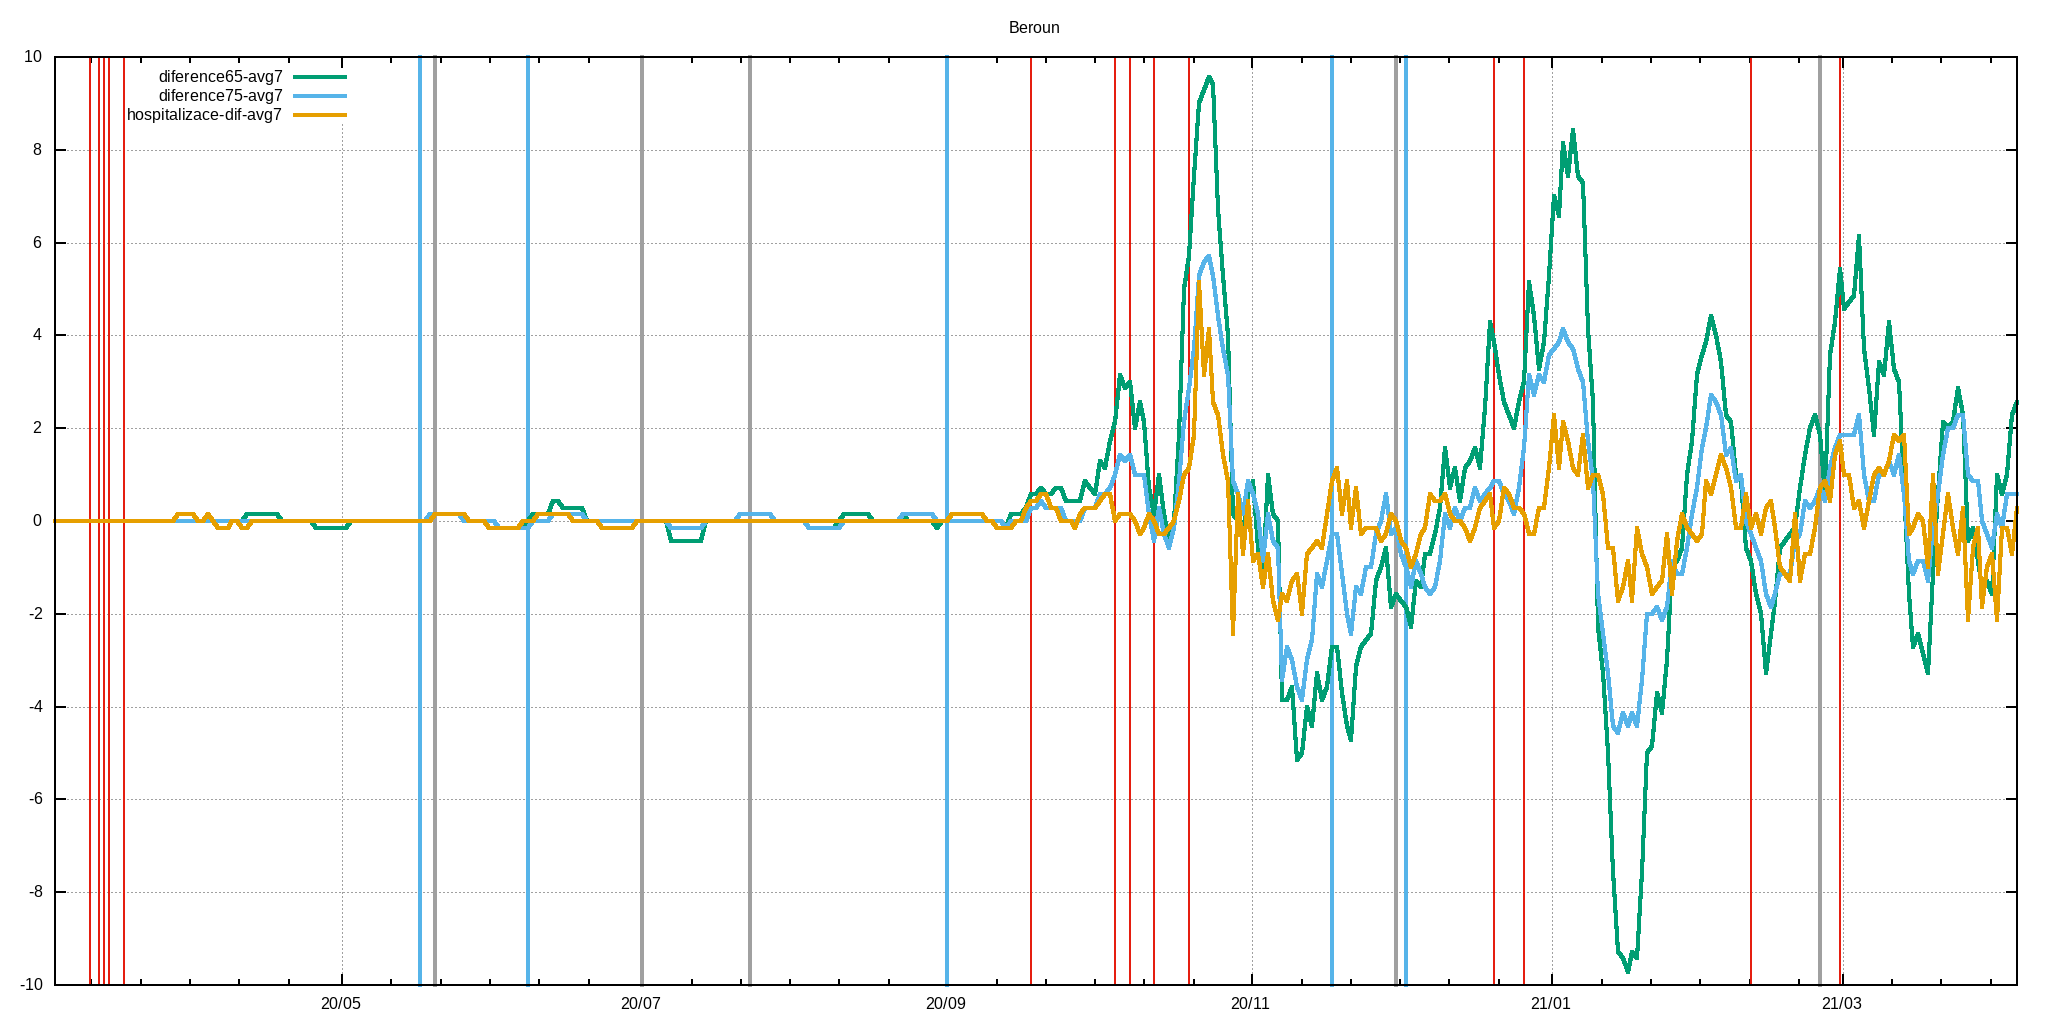 Beroun
10
diference65-avg7
diference75-avg7
hospitalizace-dif-avg7
8
6
4
2
0
-2
-4
-6
-8
-10
20/05 20/07 20/09 20/11 21/01 21/03